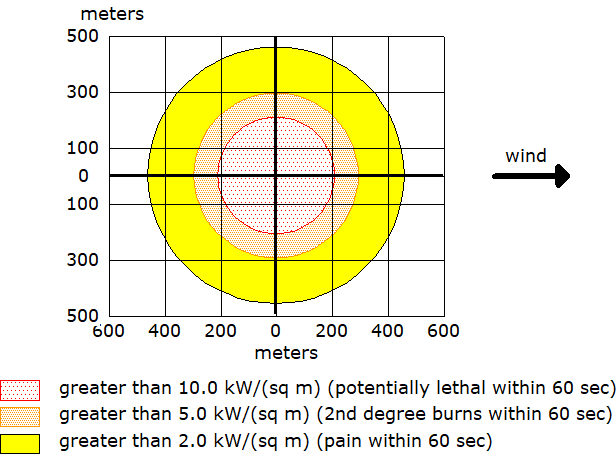 meters
500
300
100
0
100
300
500
600 400 200 0 200 400 600
meters
wind
greater than 10.0 kW/(sq m) (potentially lethal within 60 sec)
greater than 5.0 kW/(sq m) (2nd degree burns within 60 sec)
greater than 2.0 kW/(sq m) (pain within 60 sec)